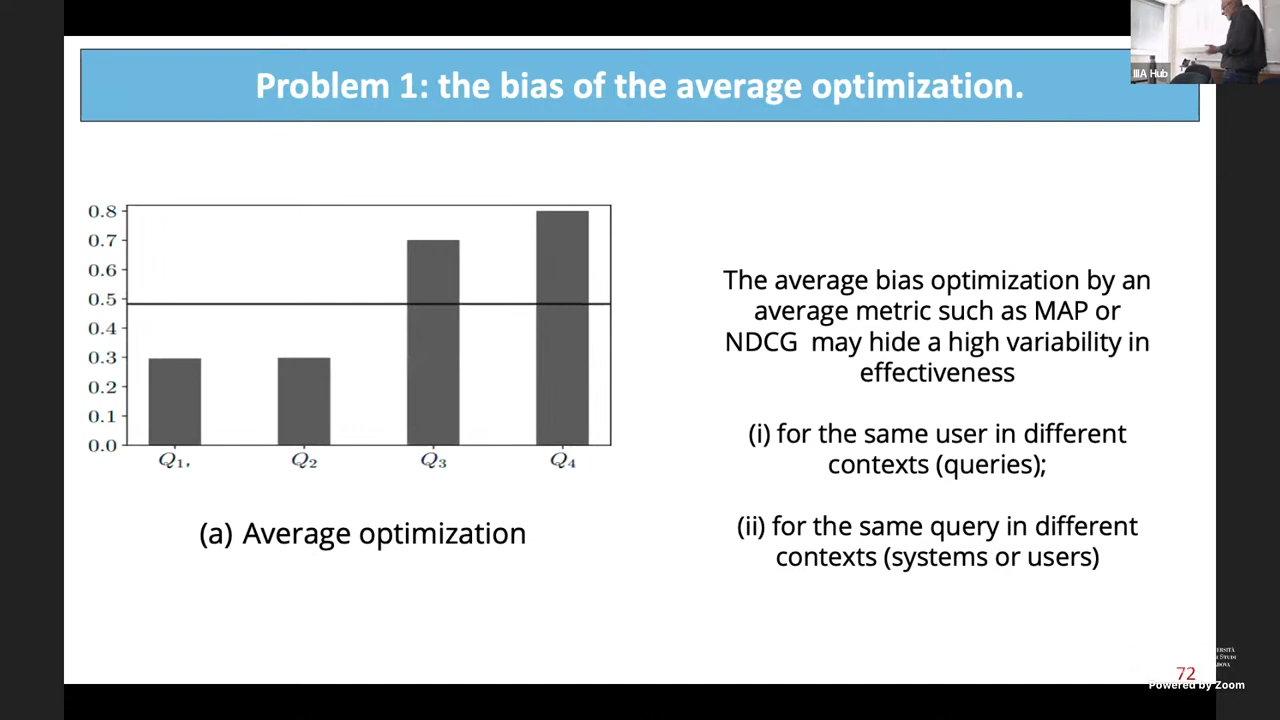 IIIA Hub
Problem 1: the bias of the average optimization.
0.8
0.7
0.6
0.5
0.4
0.3
0.2
0.1
0.0
Q1,
Q2
Q3
Q4
(a) Average optimization
The average bias optimization by an
average metric such as MAP or
NDCG may hide a high variability in
effectiveness
(i) for the same user in different
contexts (queries);
(ii) for the same query in different
contexts (systems or users)
72
Powered by Zoom